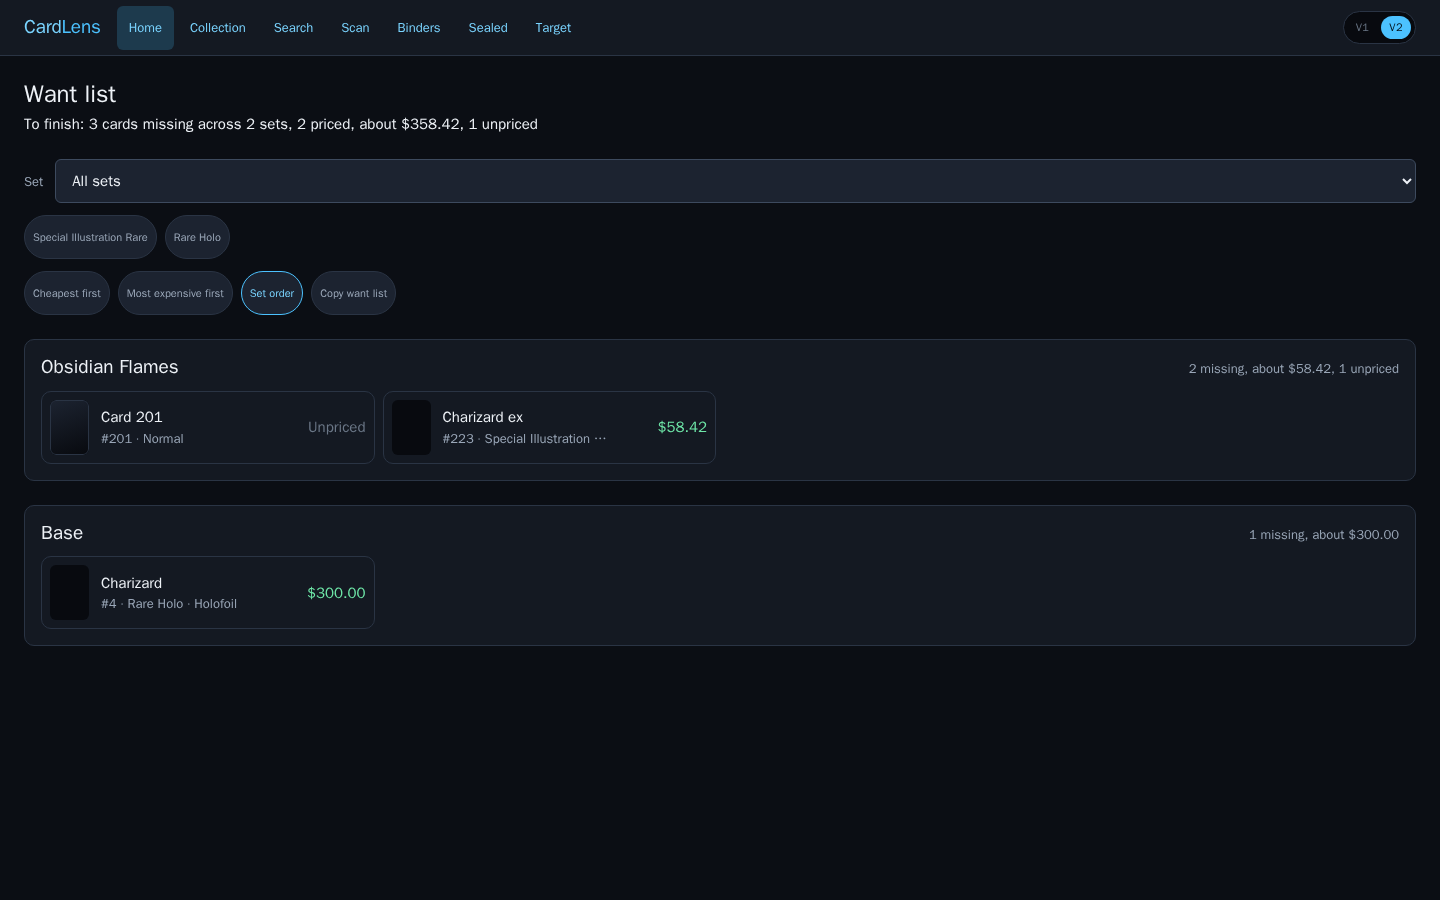 CardLens Home Collection Search Scan Binders Sealed Target V1 V2
Want list
To finish: 3 cards missing across 2 sets, 2 priced, about $358.42, 1 unpriced
Set All sets
Special Illustration Rare Rare Holo
Cheapest first Most expensive first Set order Copy want list
Obsidian Flames 2 missing, about $58.42, 1 unpriced
Card 201
#201 · Normal
Unpriced
Charizard ex
#223 · Special Illustration ···
$58.42
Base 1 missing, about $300.00
Charizard
#4 · Rare Holo · Holofoil
$300.00